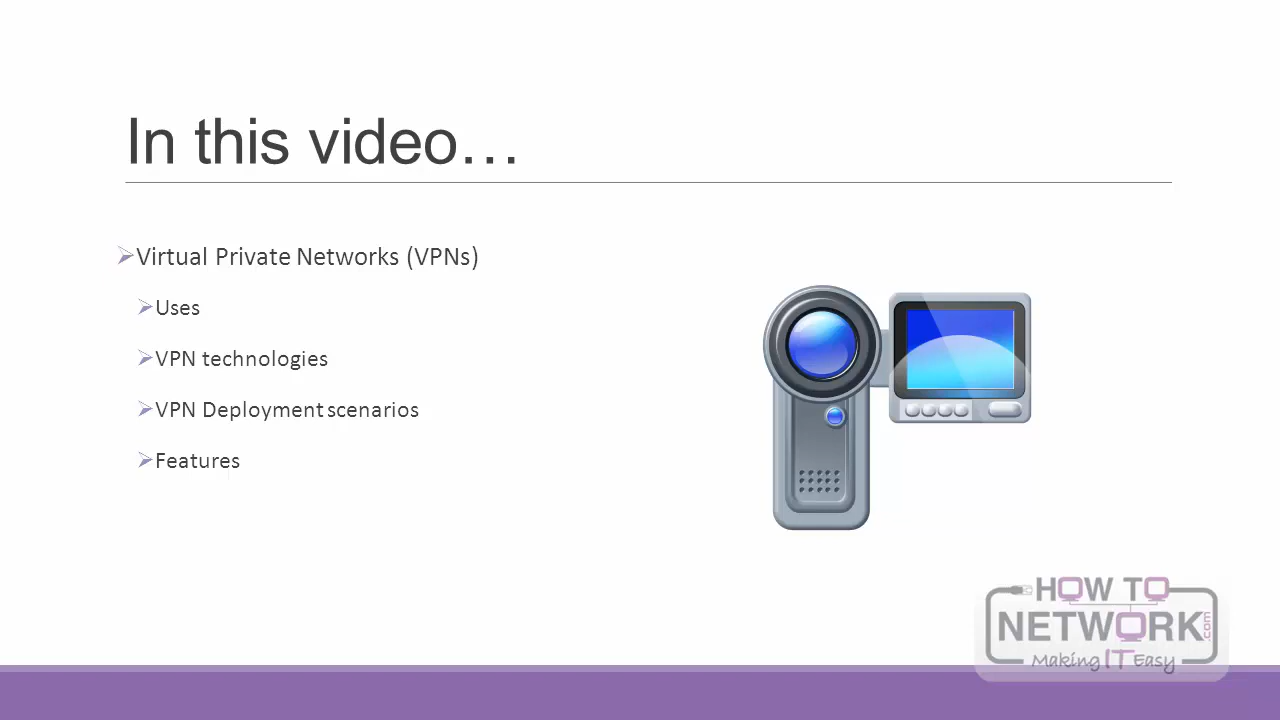 In this video…
Virtual Private Networks (VPNs)
Uses
VPN technologies
VPN Deployment scenarios
Features
HOW TO
NETWORK.com
Making IT Easy